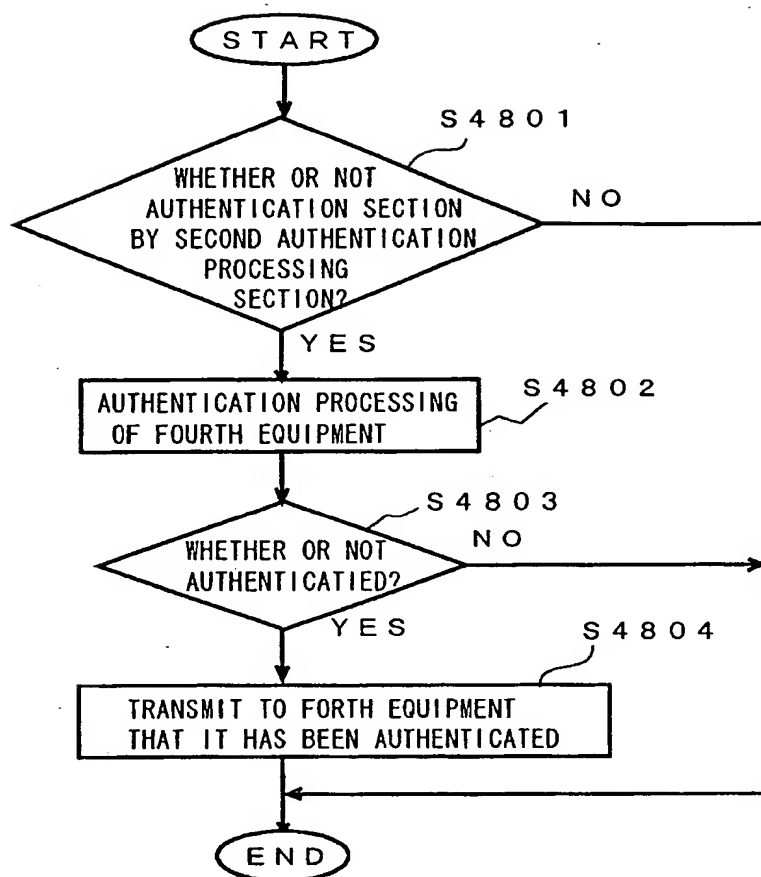 START
S4801
WHETHER OR NOT
AUTHENTICATION SECTION
BY SECOND AUTHENTICATION
PROCESSING
SECTION?
NO
YES
S4802
AUTHENTICATION PROCESSING
OF FOURTH EQUIPMENT
S4803
WHETHER OR NOT
AUTHENTICATIED?
NO
YES
S4804
TRANSMIT TO FORTH EQUIPMENT
THAT IT HAS BEEN AUTHENTICATED
END